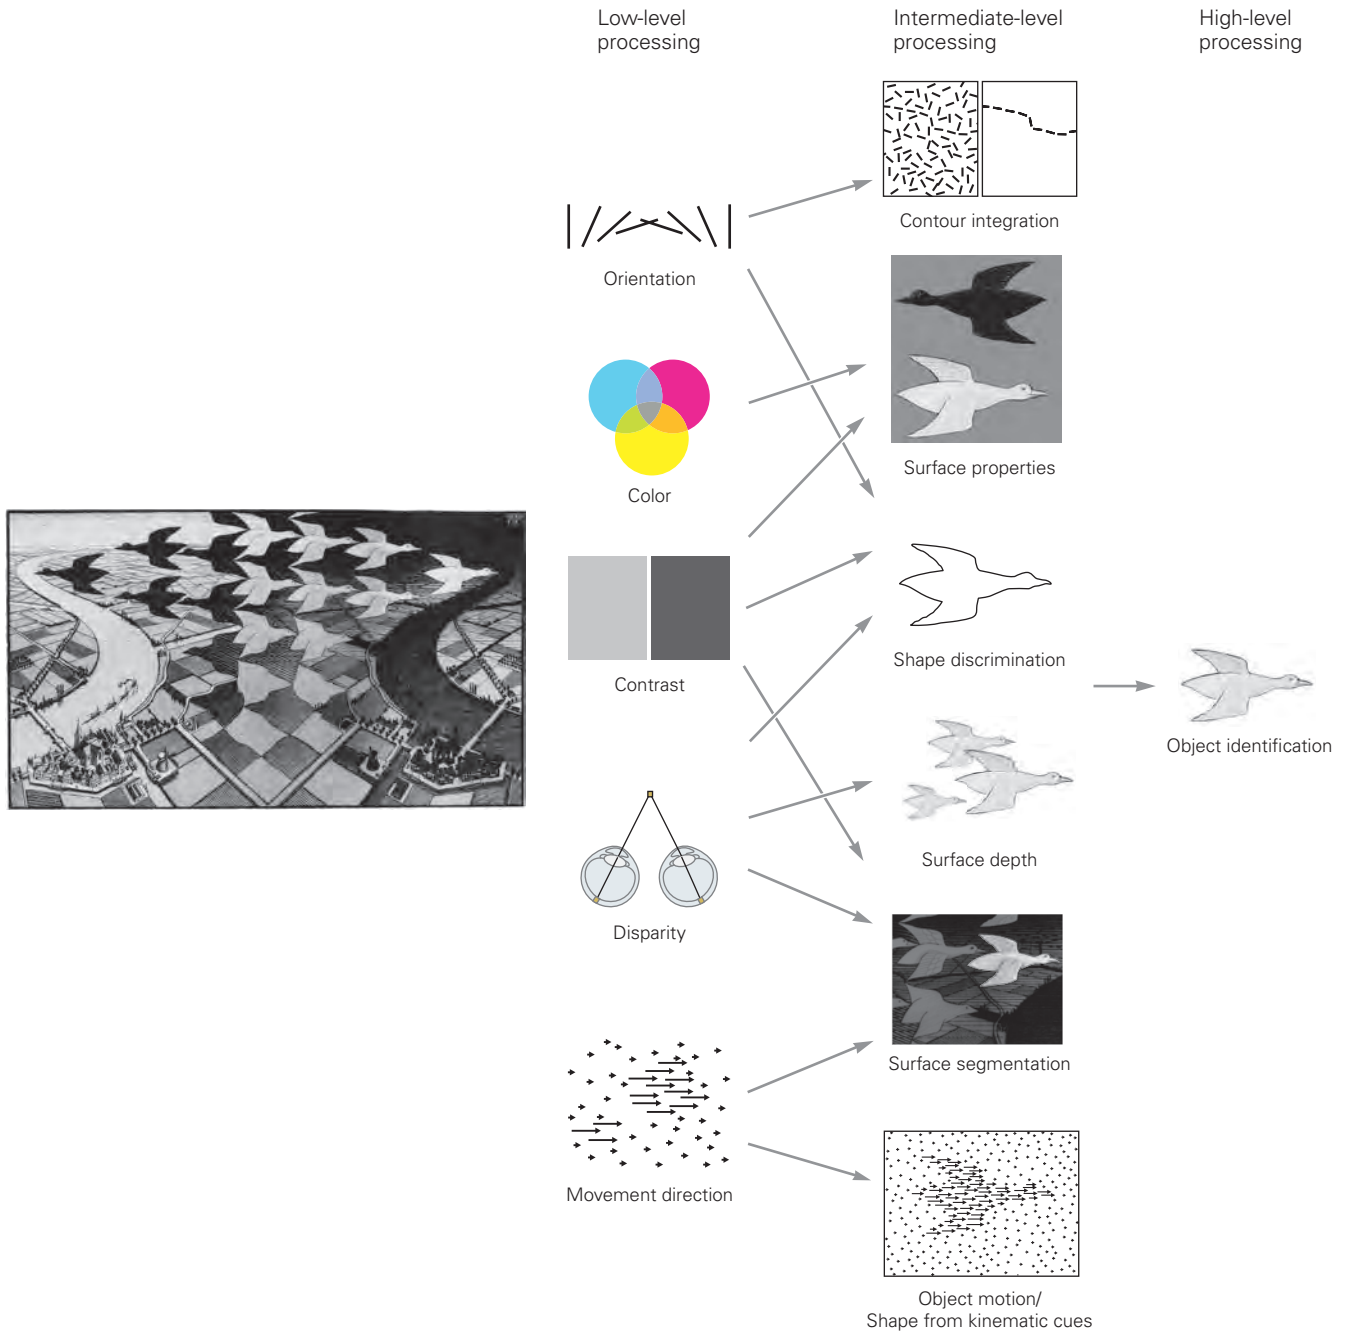 Low-level
processing
Intermediate-level
processing
High-level
processing
Orientation
Contour integration
Color
Surface properties
Contrast
Shape discrimination
Object identification
Disparity
Surface depth
Surface segmentation
Movement direction
Object motion/
Shape from kinematic cues